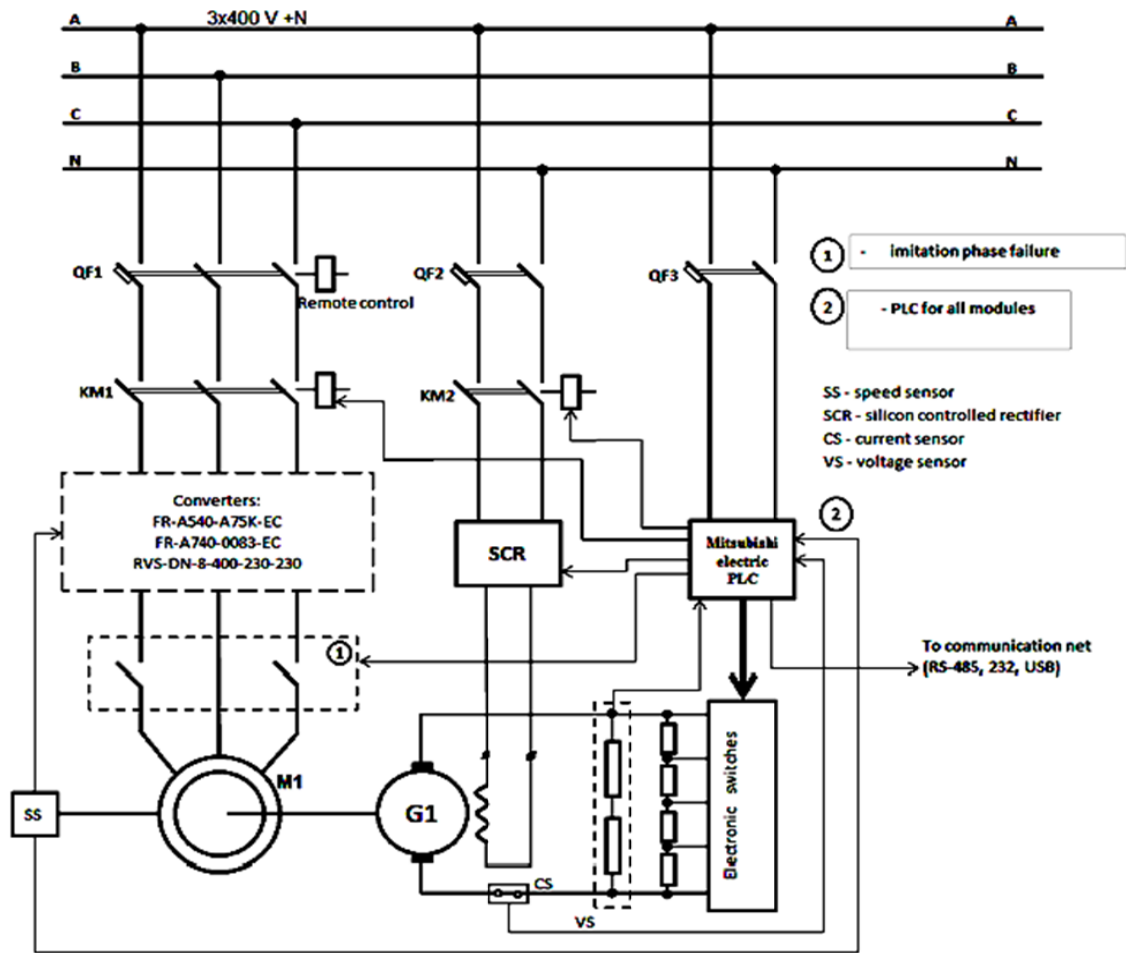 A
3x400 V +N
A
B
B
C
C
N
N
QF1
Remote control
QF2
QF3
1
- imitation phase failure
2
- PLC for all modules
KM1
KM2
SS - speed sensor
SCR - silicon controlled rectifier
CS - current sensor
VS - voltage sensor
Converters:
FR-A540-A75K-EC
FR-A740-0083-EC
RVS-DN-8-400-230-230
SCR
Mitsubishi
electric
PLC
2
1
To communication net
(RS-485, 232, USB)
M1
SS
G1
CS
VS
Electronic switches